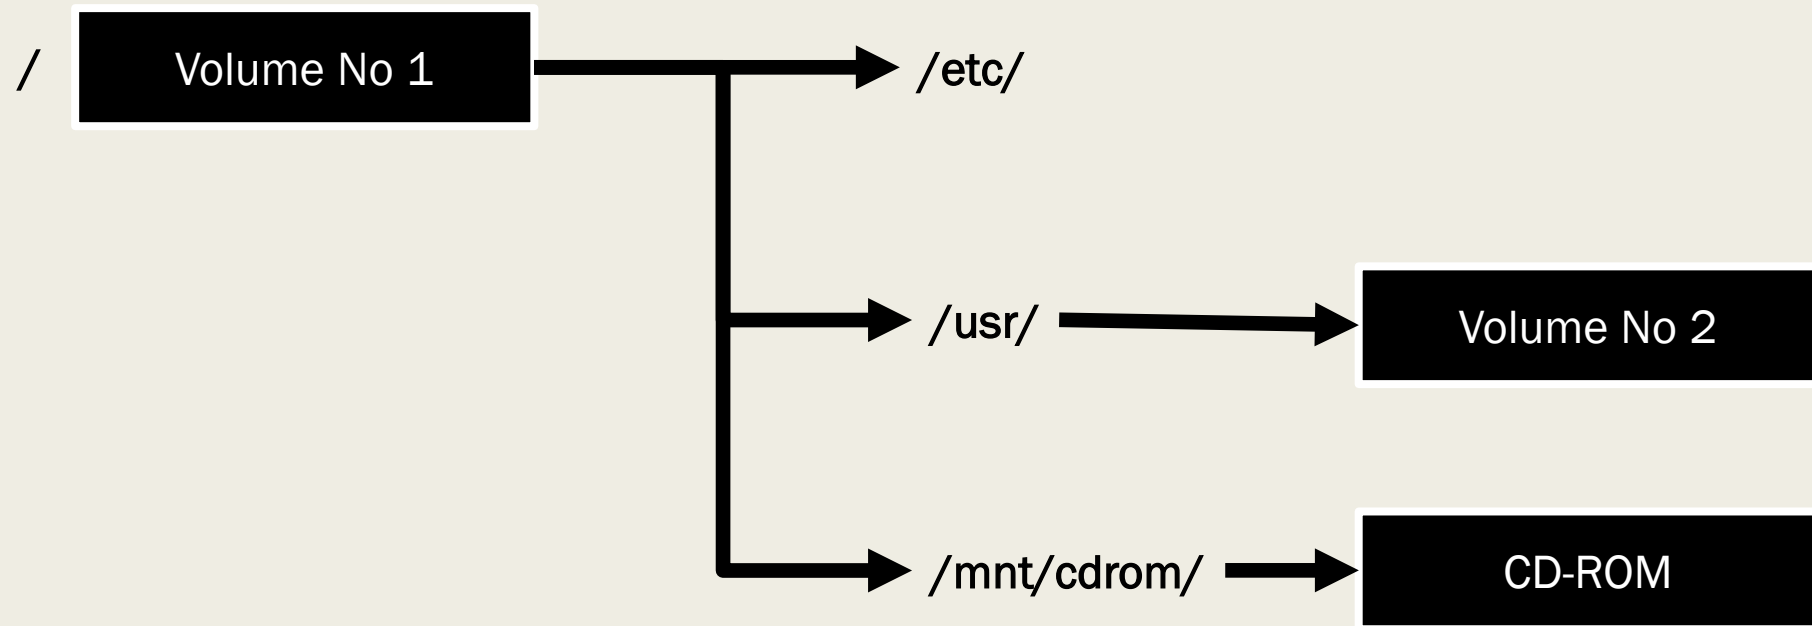 / Volume No 1 /etc/
/usr/ Volume No 2
/mnt/cdrom/ CD-ROM